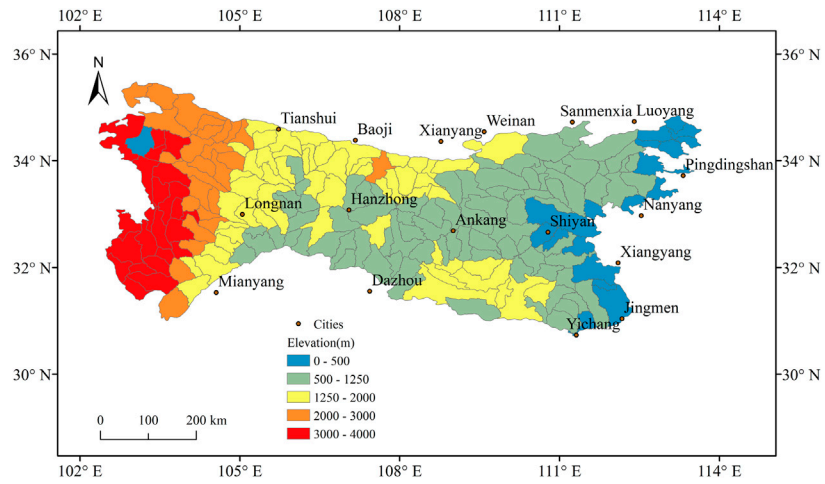 102° E 105° E 108° E 111° E 114° E
36° N 36° N
N
Tianshui Baoji Xianyang Weinan Sanmenxia Luoyang
34° N 34° N
Pingdingshan
Longnan Hanzhong Ankang Shiyan Nanyang
32° N 32° N
Mianyang Dazhou Xiangyang
Jingmen
Yichang
Cities
Elevation(m)
0 - 500
500 - 1250
1250 - 2000
2000 - 3000
3000 - 4000
30° N 30° N
0 100 200 km
102° E 105° E 108° E 111° E 114° E